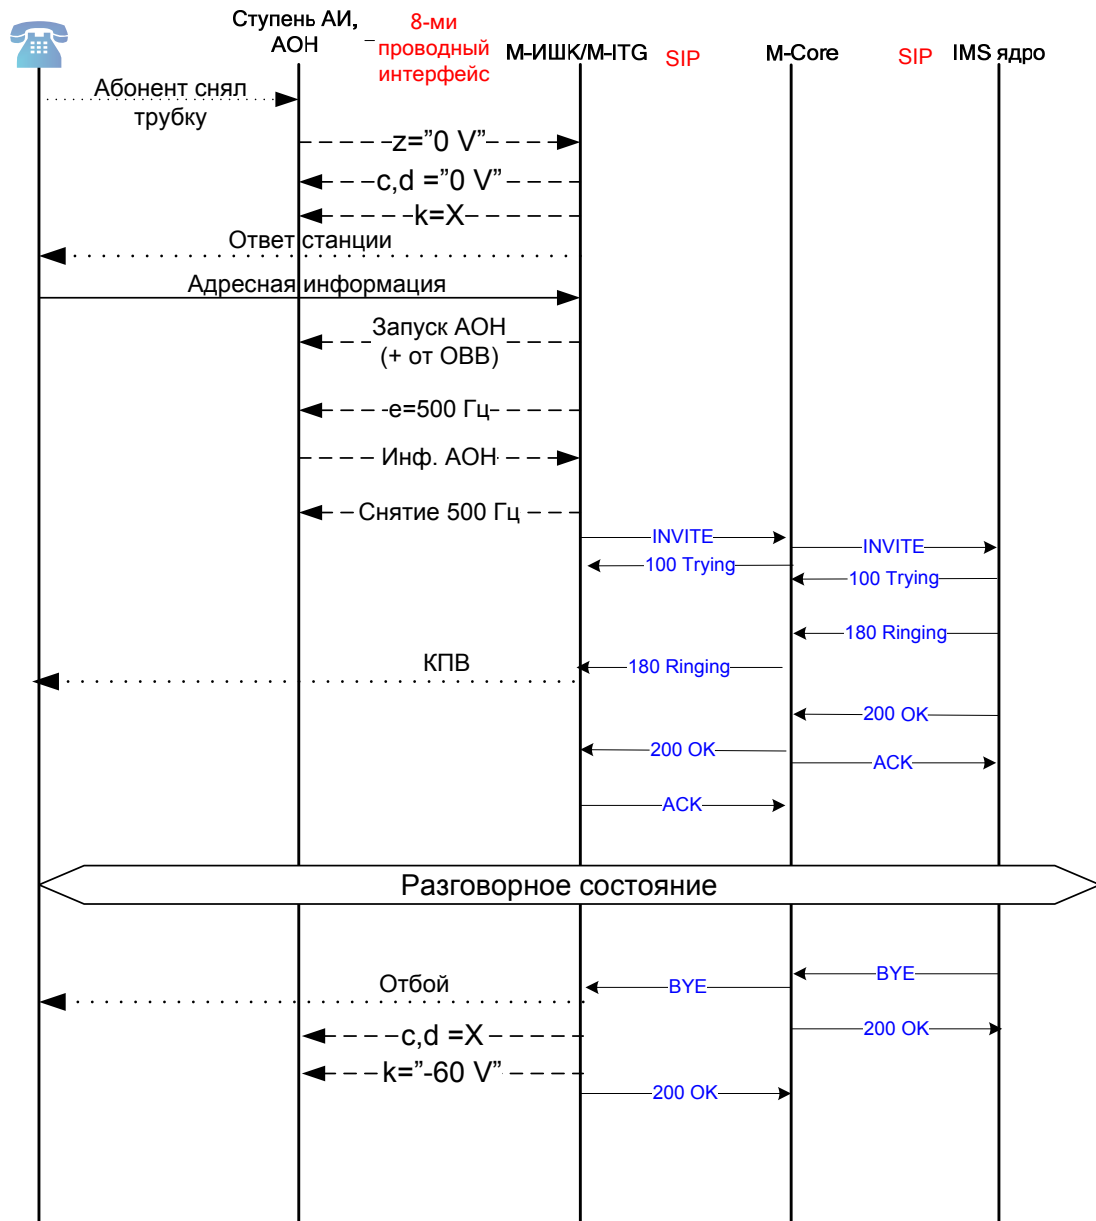 Ступень АИ,
АОН
8-ми
проводный
интерфейс
М-ИШК/M-ITG
SIP
M-Core
SIP
IMS ядро
Абонент снял
трубку
z=”0 V”
c,d =”0 V”
k=X
Ответ станции
Адресная информация
Запуск АОН
(+ от ОВВ)
e=500 Гц
Инф. АОН
Снятие 500 Гц
INVITE
INVITE
100 Trying
100 Trying
180 Ringing
КПВ
180 Ringing
200 OK
200 OK
ACK
ACK
Разговорное состояние
BYE
Отбой
BYE
200 OK
c,d =X
k=”-60 V”
200 OK